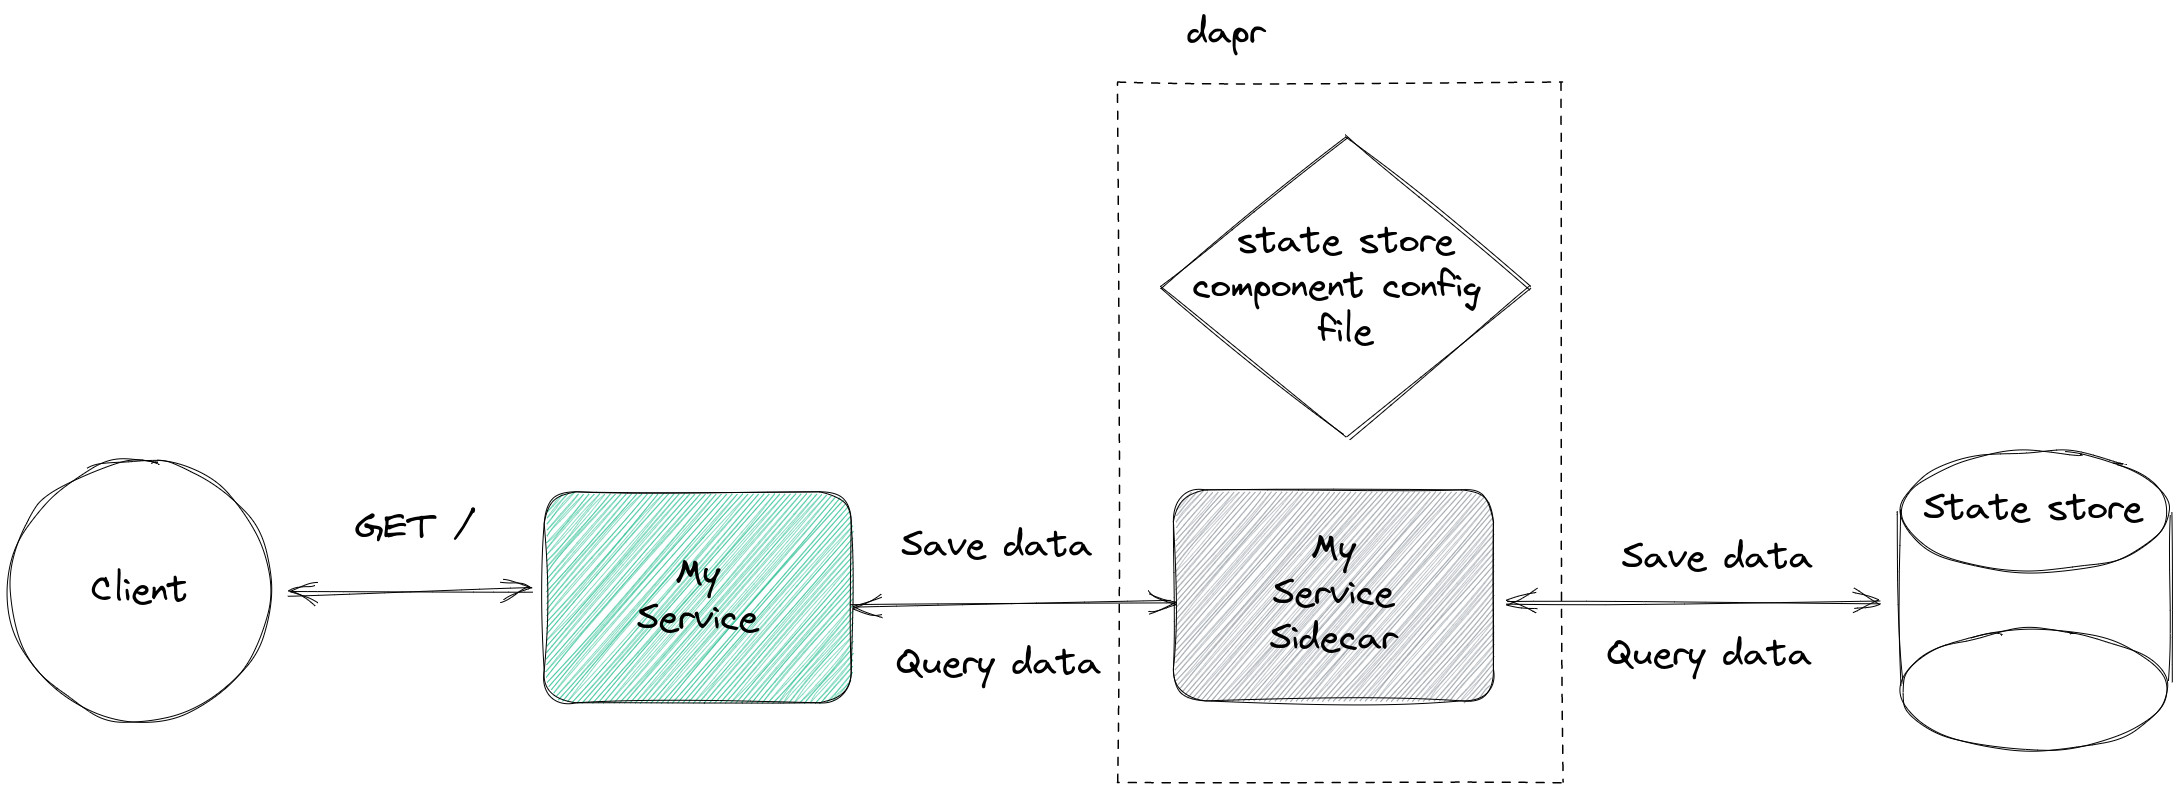 dapr
state store
component config
file
Client
GET /
My
Service
Save data
Query data
My
Service
Sidecar
Save data
Query data
State store